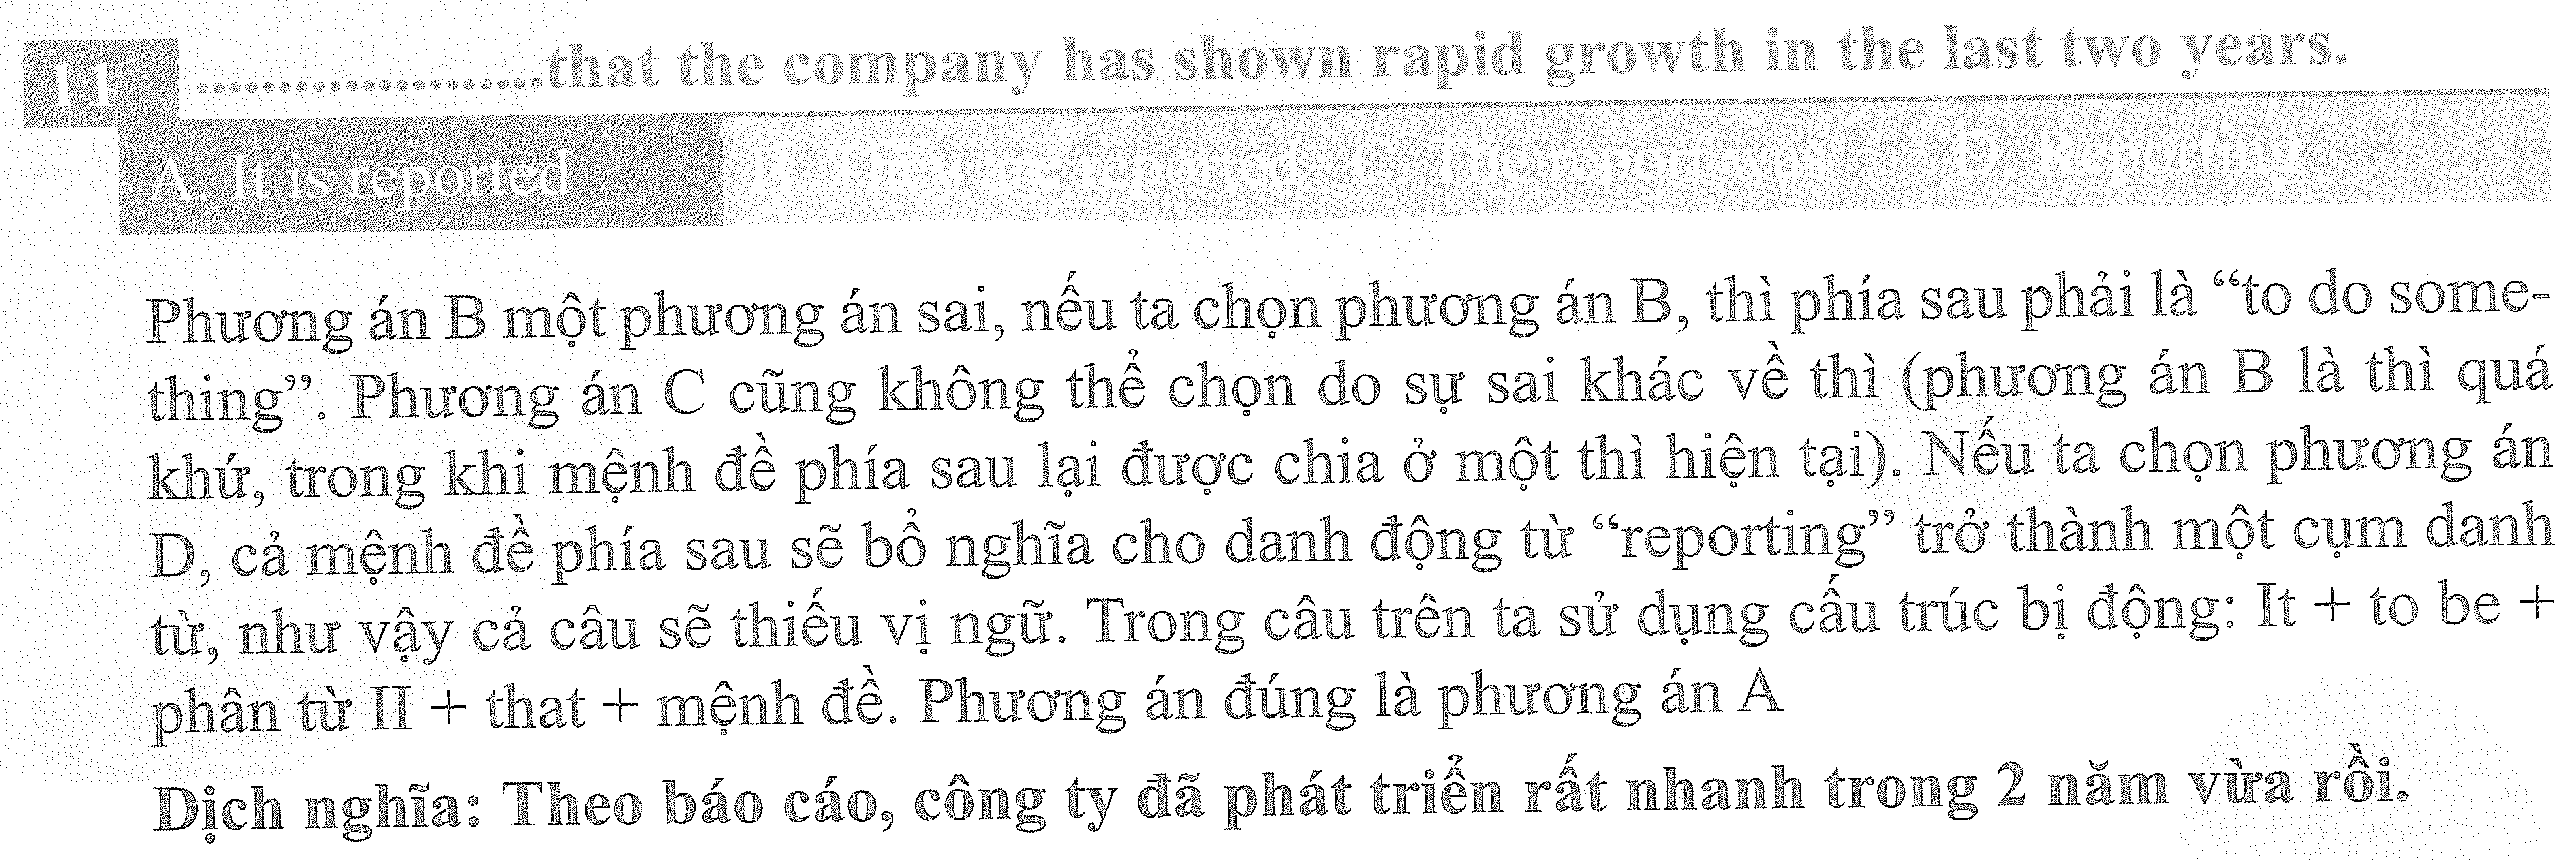 11 ....................that the company has shown rapid growth in the last two years.
A. It is reported B. They are reported C. The report was D. Reporting
Phương án B một phương án sai, nếu ta chọn phương án B, thì phía sau phải là “to do some-
thing”. Phương án C cũng không thể chọn do sự sai khác về thì (phương án B là thì quá
khứ, trong khi mệnh đề phía sau lại được chia ở một thì hiện tại). Nếu ta chọn phương án
D, cả mệnh đề phía sau sẽ bổ nghĩa cho danh động từ “reporting” trở thành một cụm danh
từ, như vậy cả câu sẽ thiếu vị ngữ. Trong câu trên ta sử dụng cấu trúc bị động: It + to be +
phân từ II + that + mệnh đề. Phương án đúng là phương án A
Dịch nghĩa: Theo báo cáo, công ty đã phát triển rất nhanh trong 2 năm vừa rồi.